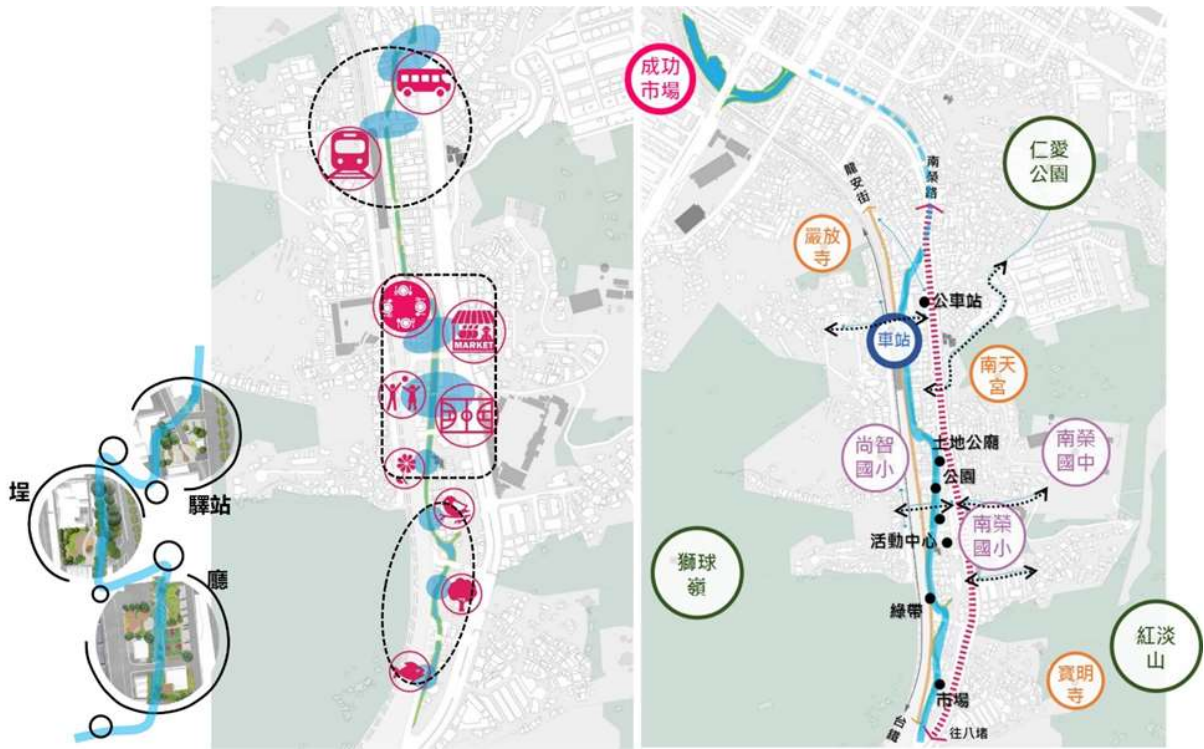 驛站
埕
廳
MARKET
成功
市場
仁愛
公園
南榮路
龍安街
巖放
寺
公車站
車站
南天
宮
土地公廟
尚智
國小
南榮
國中
公園
南榮
國小
活動中心
獅球
嶺
綠帶
紅淡
山
寶明
寺
市場
台鐵
往八堵